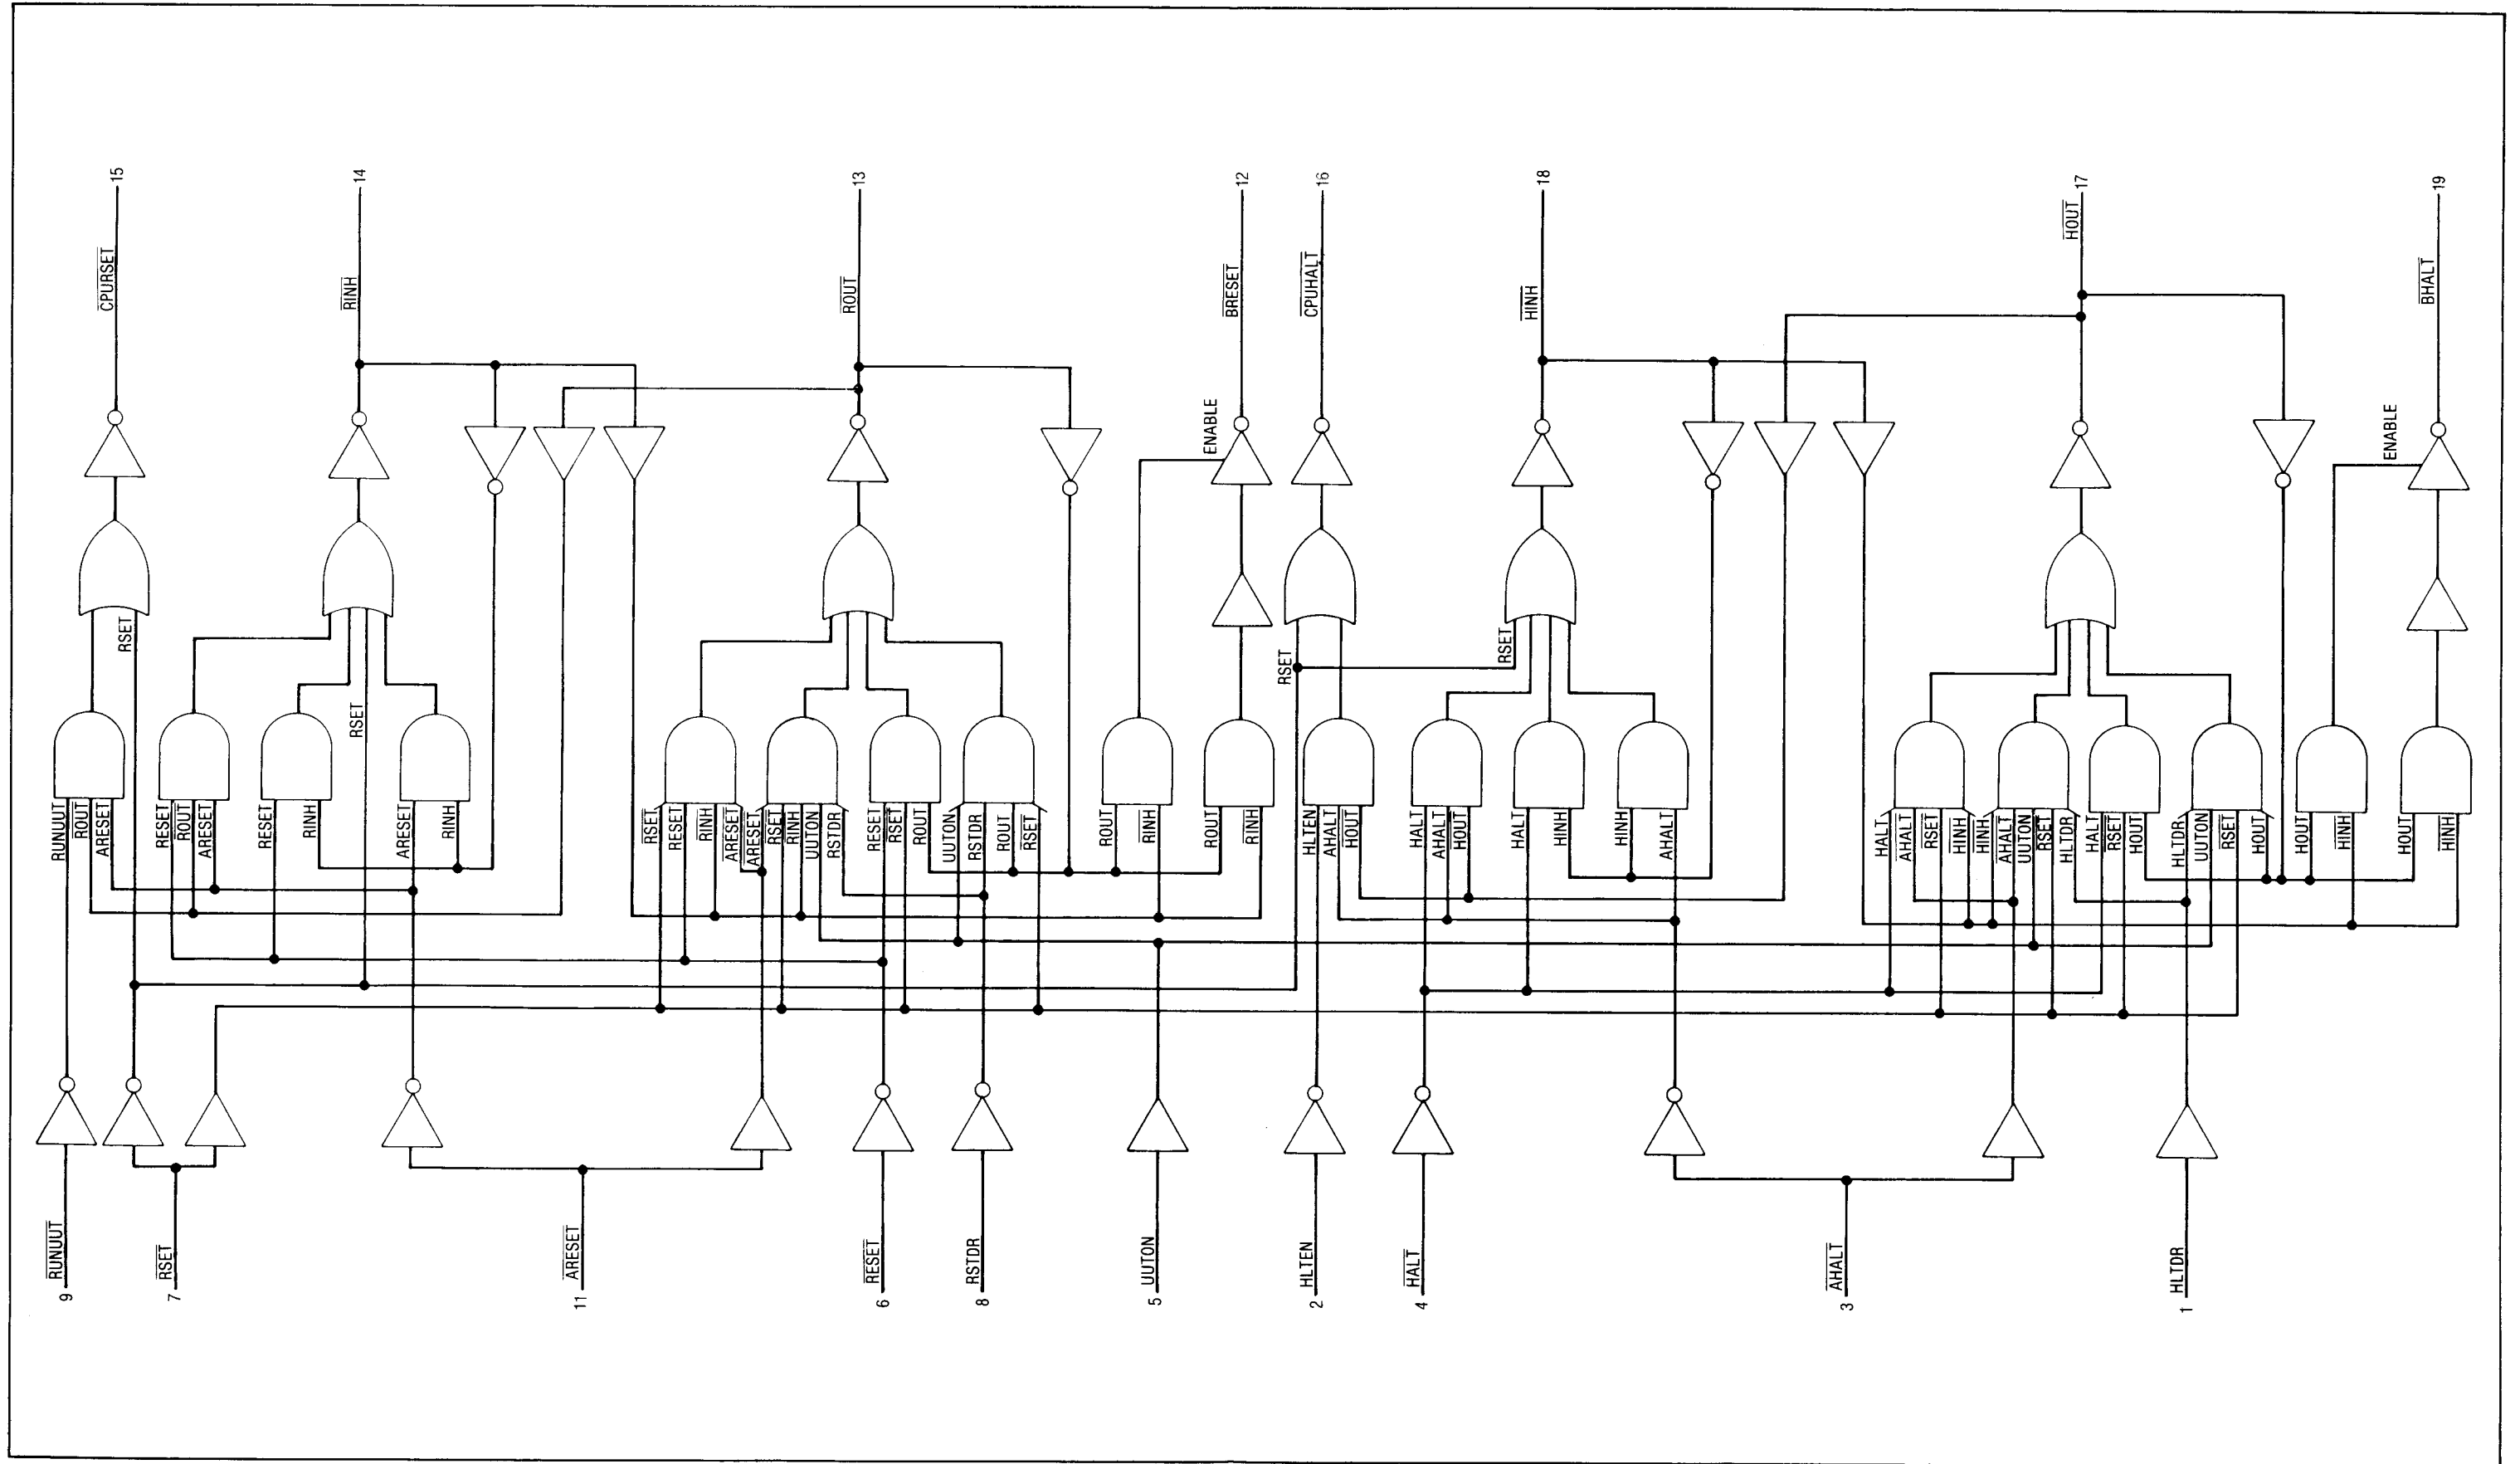 RUNUUT
ROUT
ARESET
9 RUNUUT
CPURSET 15
RSET
7 RSET
RESET
ROUT
ARESET
RESET
RINH
RINH 14
RSET
ARESET
RINH
11 ARESET
RSET
RESET
RINH
ARESET
ARESET
RSET
RINH
UUTON
RSTDR
ROUT 13
RESET
RSET
ROUT
6 RESET
UUTON
RSTDR
ROUT
RSET
8 RSTDR
ROUT
RINH
5 UUTON
ROUT
RINH
ENABLE
BRESET 12
RSET
HLTEN
AHALT
HOUT
2 HLTEN
CPUHALT 16
HALT
AHALT
HOUT
4 HALT
RSET
HALT
HINH
HINH 18
HINH
AHALT
3 AHALT
HALT
AHALT
RSET
HINH
HINH
AHALT
UUTON
RSET
HLTDR
HOUT 17
HALT
RSET
HOUT
HLTDR
UUTON
RSET
HOUT
1 HLTDR
HOUT
HINH
ENABLE
HOUT
HINH
BHALT 19